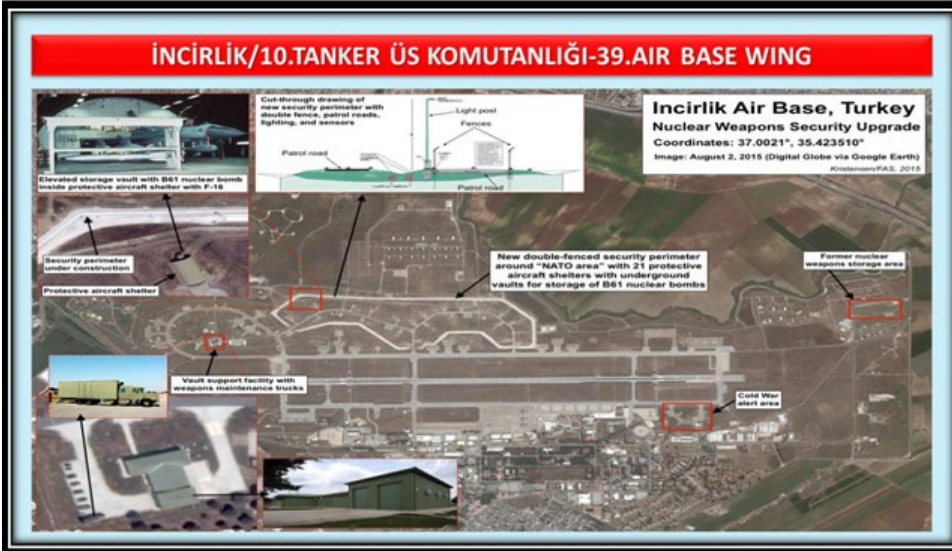 İNCİRLİK/10.TANKER ÜS KOMUTANLIĞI-39.AIR BASE WING
Cut-through drawing of
new security perimeter with
double fence, patrol roads,
lighting, and sensors
Light post
Fences
Patrol road
Patrol road
Incirlik Air Base, Turkey
Nuclear Weapons Security Upgrade
Coordinates: 37.0021°, 35.423510°
Image: August 2, 2015 (Digital Globe via Google Earth)
Kristensen/FAS, 2015
Elevated storage vault with B61 nuclear bomb
inside protective aircraft shelter with F-16
Security perimeter
under construction
Protective aircraft shelter
New double-fenced security perimeter
around "NATO area" with 21 protective
aircraft shelters with underground
vaults for storage of B61 nuclear bombs
Former nuclear
weapons storage area
Vault support facility with
weapons maintenance trucks
Cold War
alert area